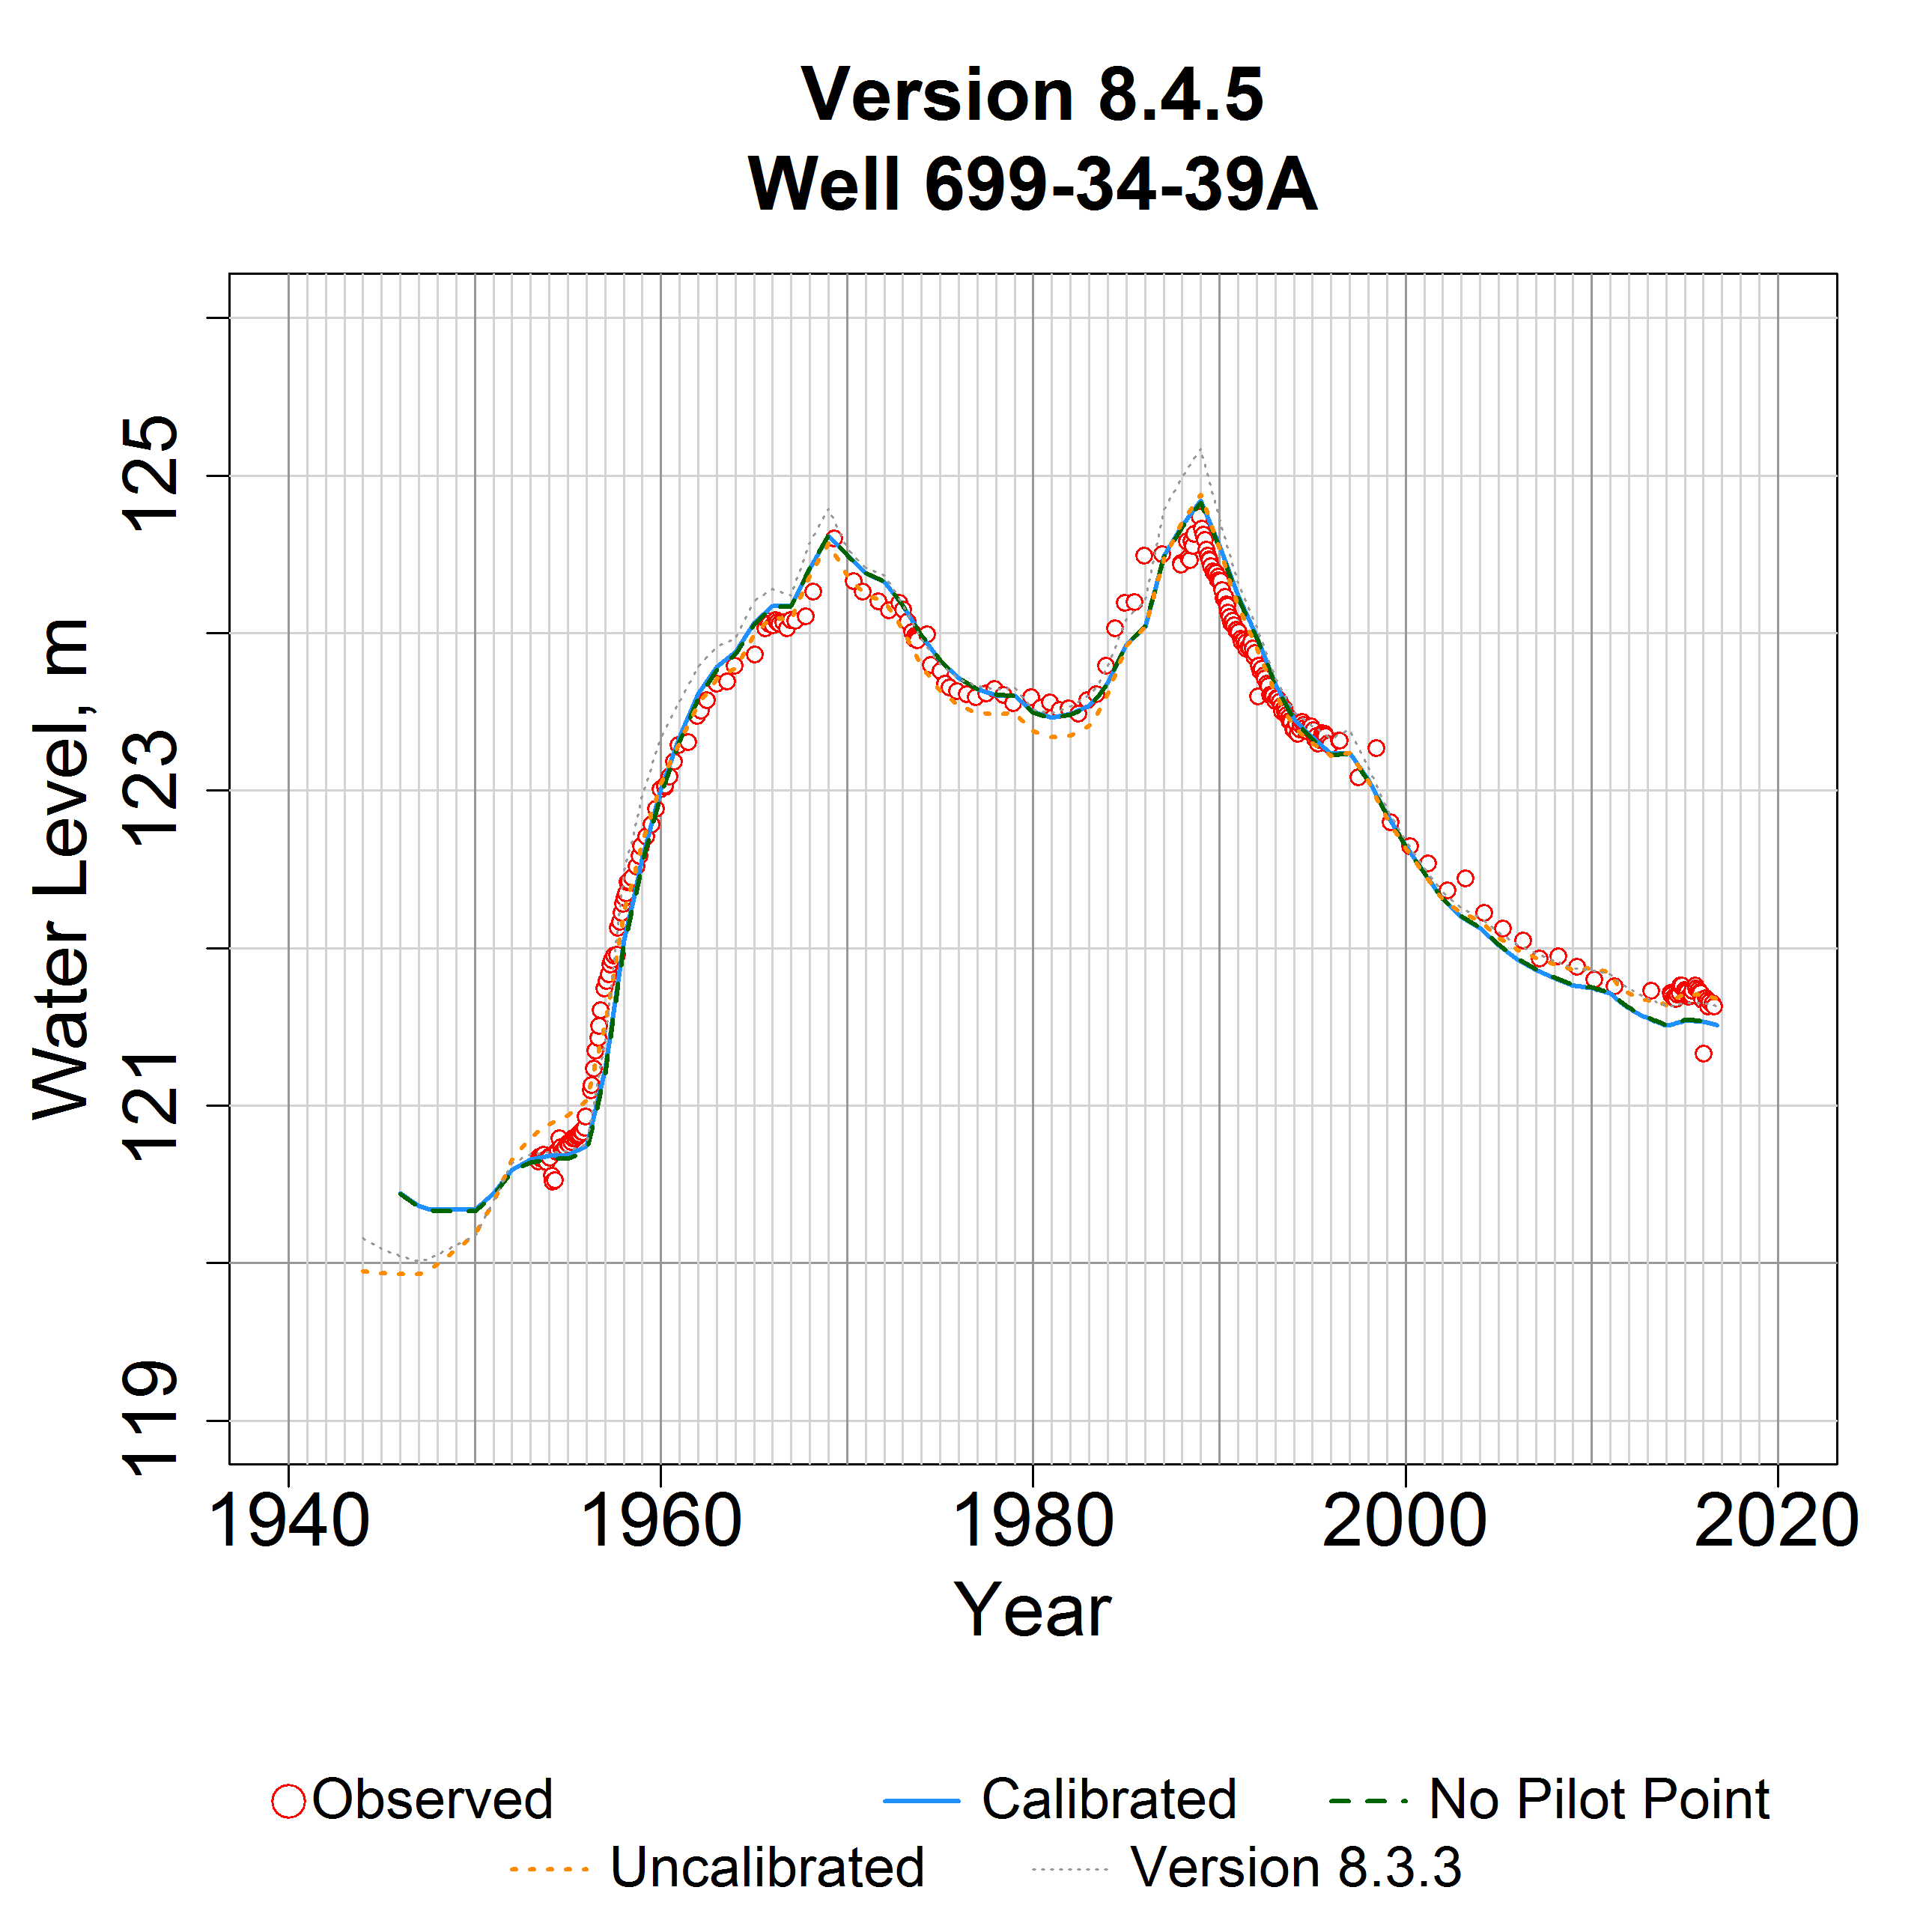 Version 8.4.5
Well 699-34-39A
Water Level, m
125
123
121
119
1940 1960 1980 2000 2020
Year
Observed Calibrated No Pilot Point
Uncalibrated Version 8.3.3